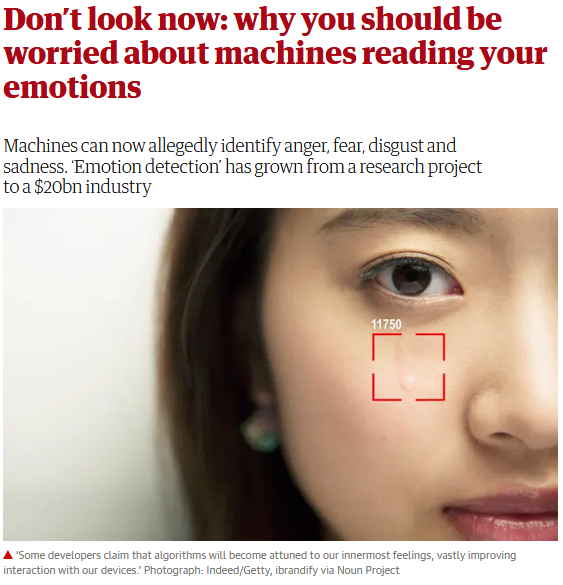 Don’t look now: why you should be
worried about machines reading your
emotions
Machines can now allegedly identify anger, fear, disgust and
sadness. ‘Emotion detection’ has grown from a research project
to a $20bn industry
11750
▲ ‘Some developers claim that algorithms will become attuned to our innermost feelings, vastly improving
interaction with our devices.’ Photograph: Indeed/Getty, ibrandify via Noun Project